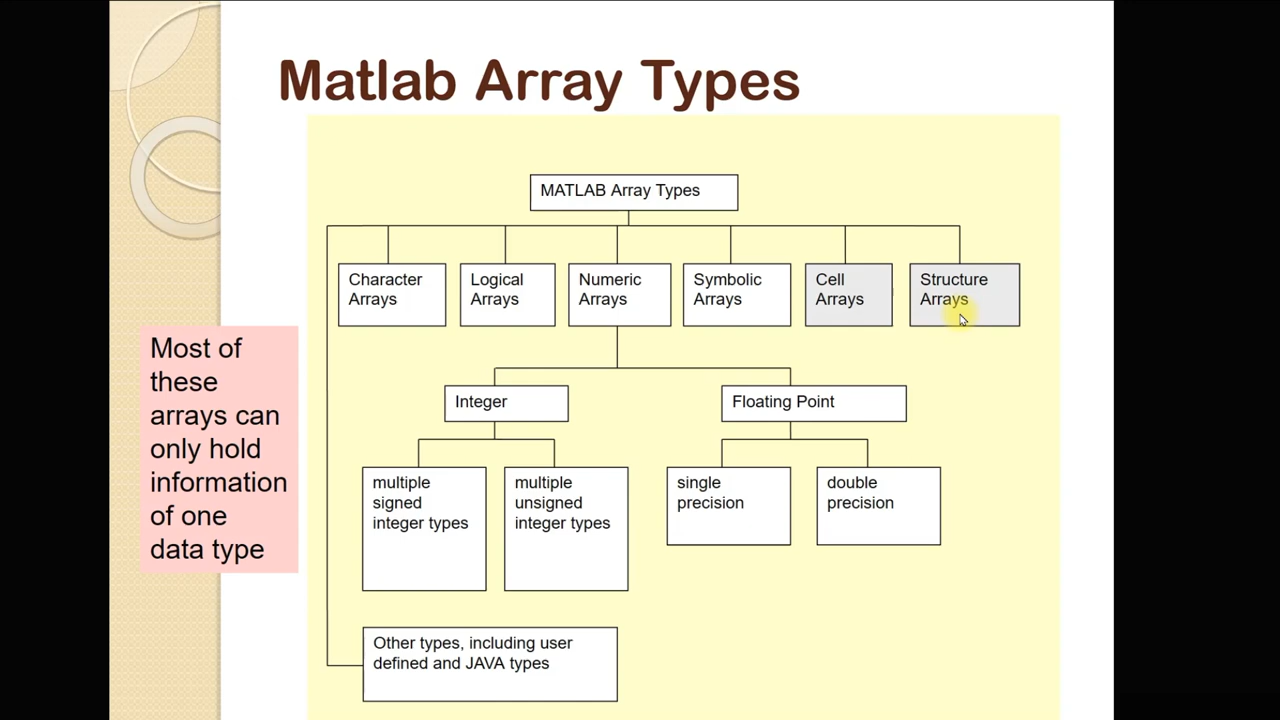 Matlab Array Types
MATLAB Array Types
Character
Arrays
Logical
Arrays
Numeric
Arrays
Symbolic
Arrays
Cell
Arrays
Structure
Arrays
Most of
these
arrays can
only hold
information
of one
data type
Integer
Floating Point
multiple
signed
integer types
multiple
unsigned
integer types
single
precision
double
precision
Other types, including user
defined and JAVA types